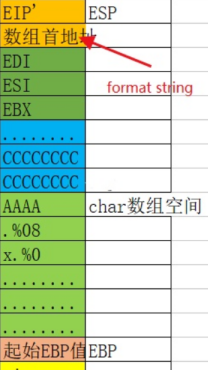 EIP' ESP
数组首地址
EDI
ESI format string
EBX
........
CCCCCCCC
CCCCCCCC
AAAA char数组空间
.%08
x.%0
........
........
........
起始EBP值 EBP